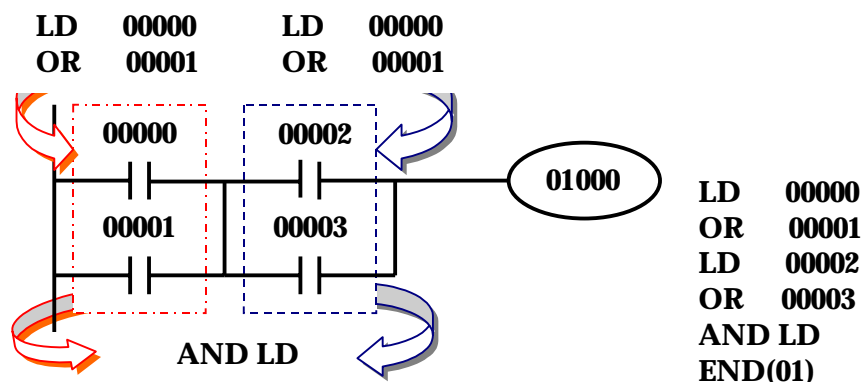 LD 00000 LD 00000
OR 00001 OR 00001
00000 00002
01000
00001 00003
AND LD
LD 00000
OR 00001
LD 00002
OR 00003
AND LD
END(01)